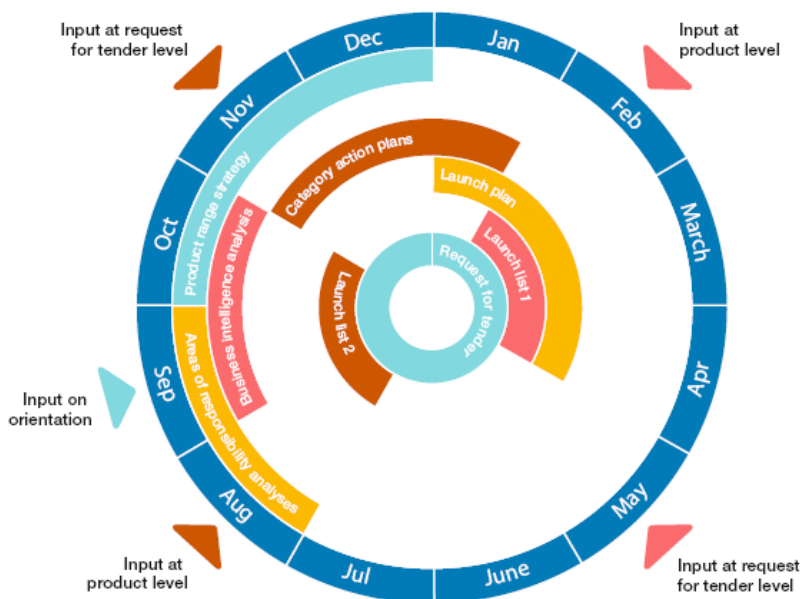 Input at request
for tender level
Input at
product level
Dec
Jan
Nov
Feb
Oct
March
Sep
Apr
Aug
May
Jul
June
Product range strategy
Category action plans
Launch plan
Business intelligence analysis
Launch list 1
Request for
tender
Launch list 2
Areas of responsibility analyses
Input on
orientation
Input at
product level
Input at request
for tender level